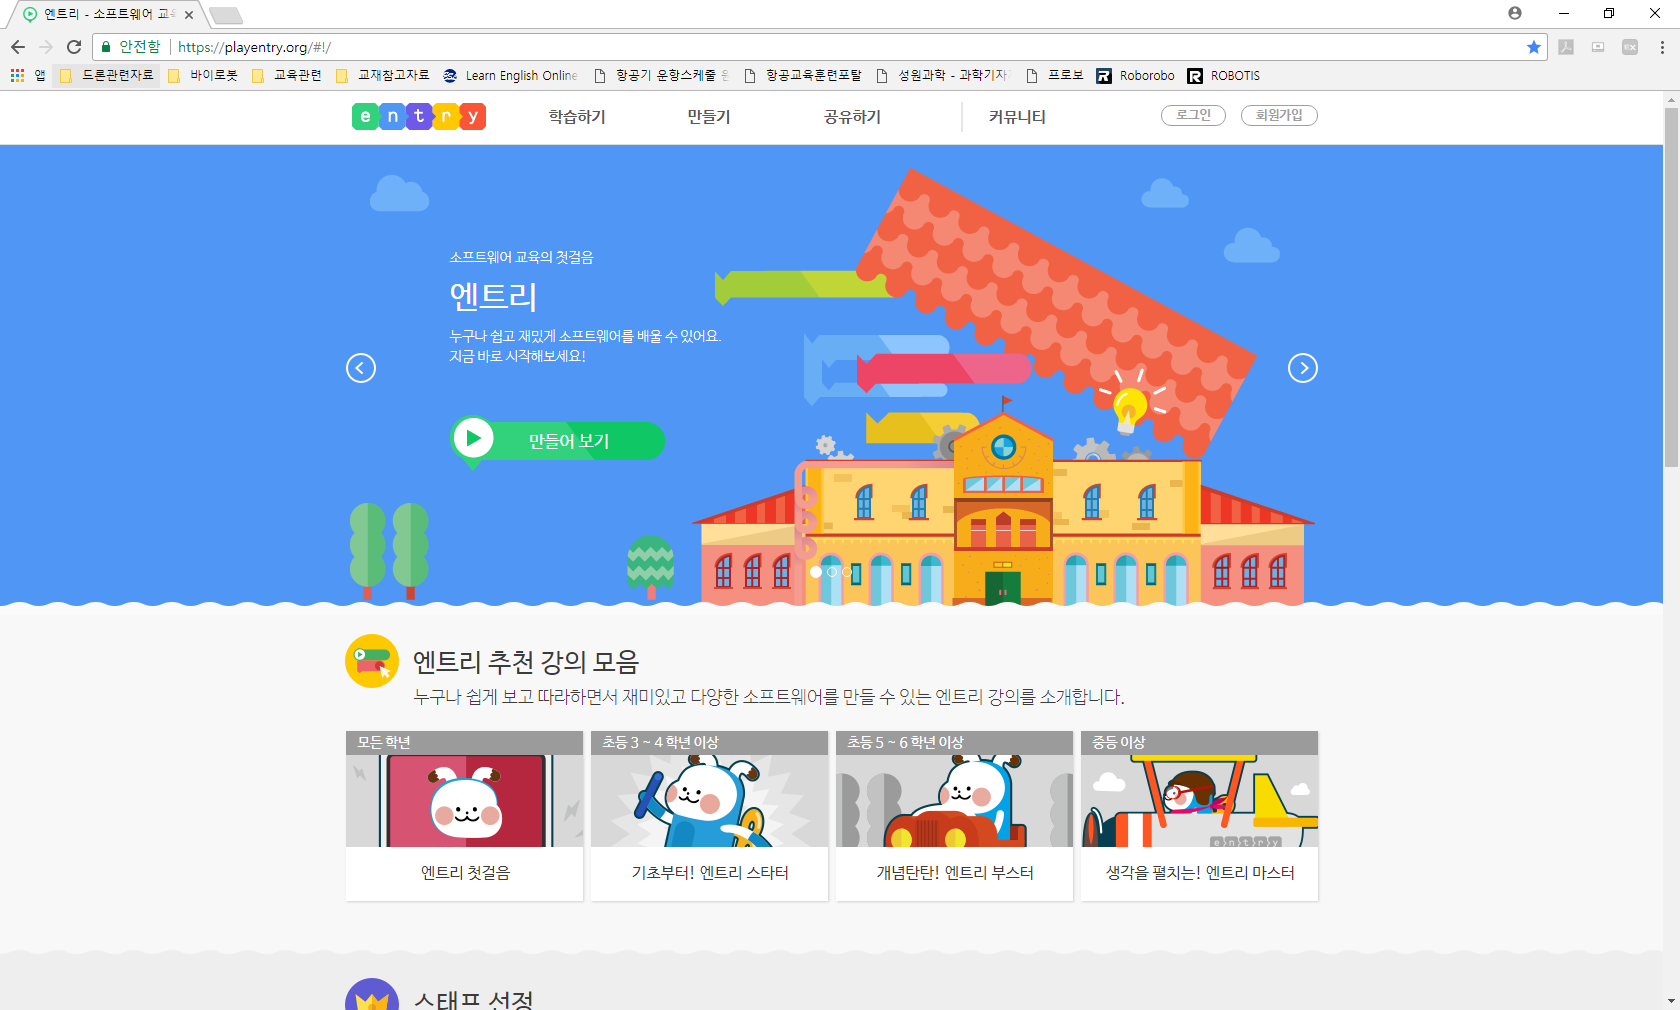 엔트리 - 소프트웨어 교육
안전함 https://playentry.org/#!/
앱 드론관련자료 바이로봇 교육관련 교재참고자료 Learn English Online 항공기 운항스케줄 항공교육훈련포탈 성원과학 - 과학기자재 프로보 Roborobo ROBOTIS
entry 학습하기 만들기 공유하기 커뮤니티 로그인 회원가입
소프트웨어 교육의 첫걸음
엔트리
누구나 쉽고 재밌게 소프트웨어를 배울 수 있어요.
지금 바로 시작해보세요!
만들어 보기
엔트리 추천 강의 모음
누구나 쉽게 보고 따라하면서 재미있고 다양한 소프트웨어를 만들 수 있는 엔트리 강의를 소개합니다.
모든 학년 초등 3 ~ 4 학년 이상 초등 5 ~ 6 학년 이상 중등 이상
entry
엔트리 첫걸음 기초부터! 엔트리 스타터 개념탄탄! 엔트리 부스터 생각을 펼치는! 엔트리 마스터
스태프 선정